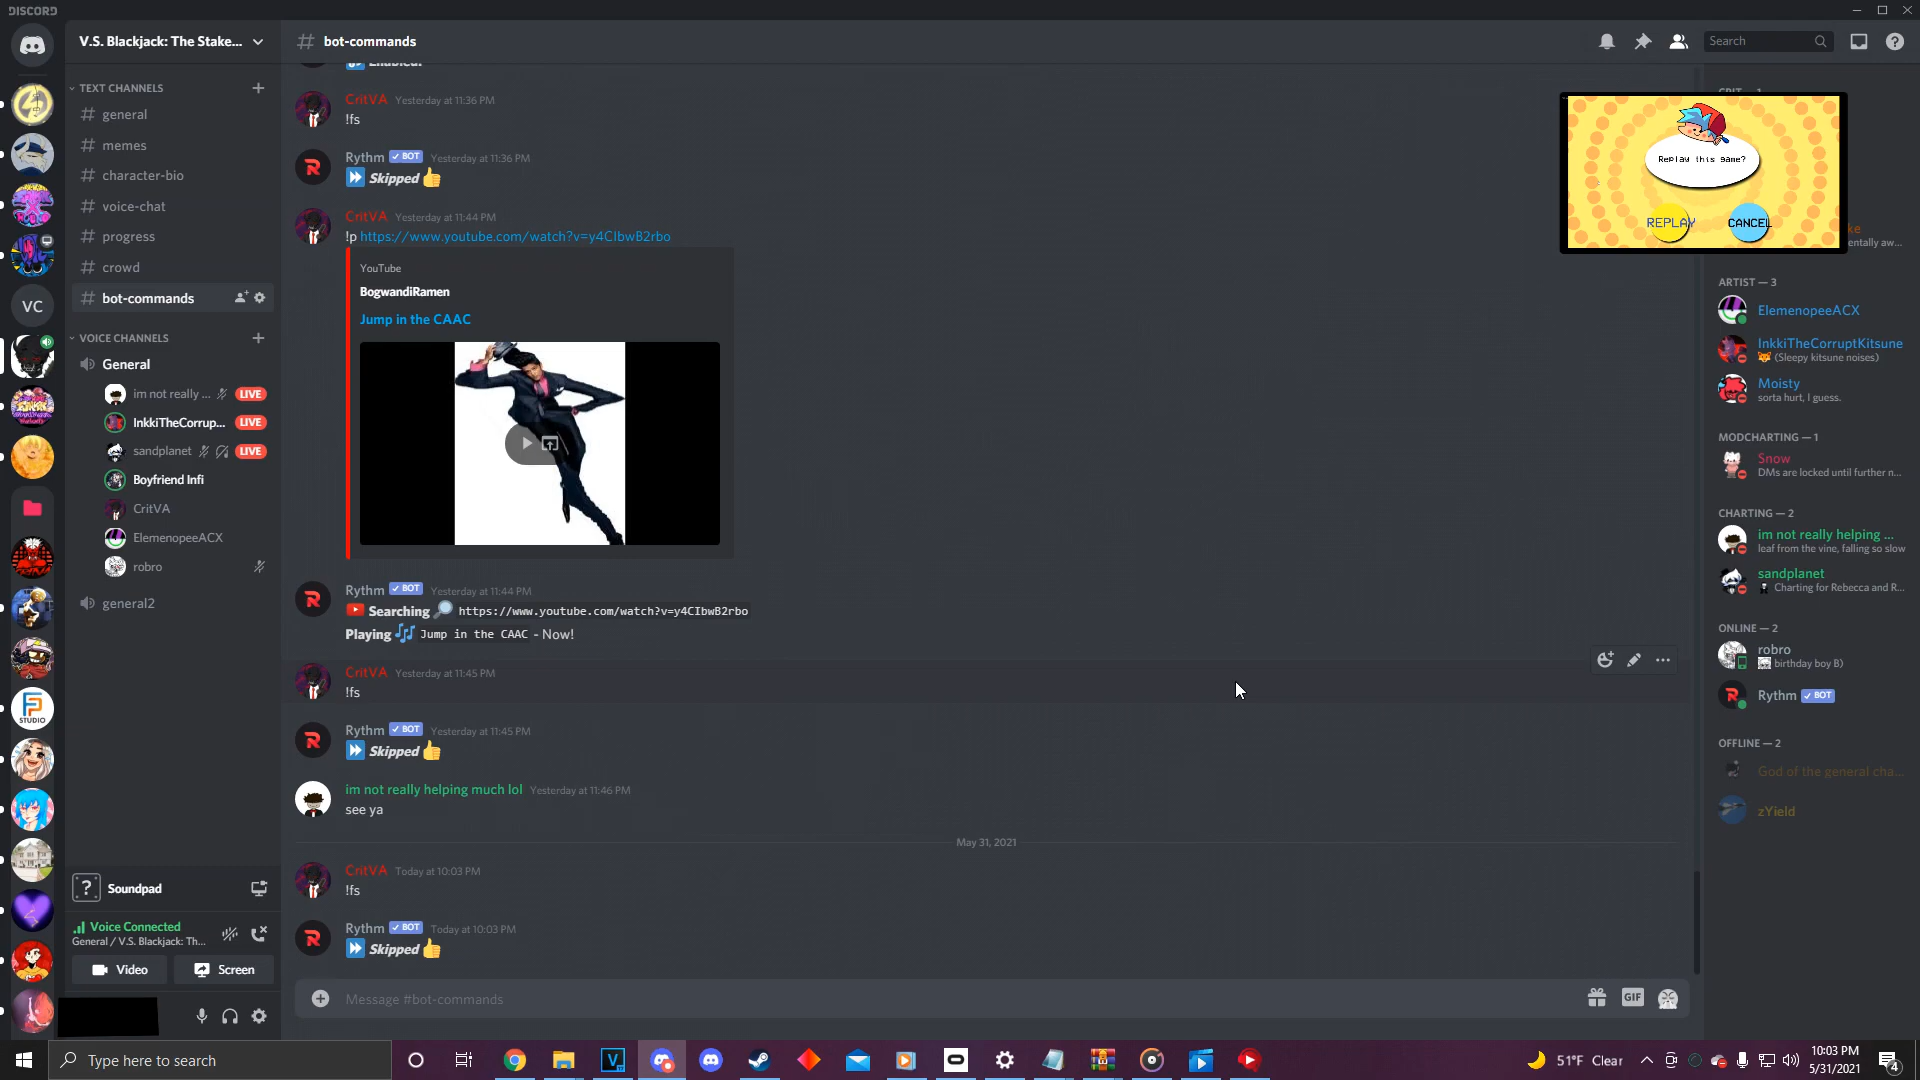 DISCORD
V.S. Blackjack: The Stake...
bot-commands
Search
TEXT CHANNELS
general
memes
character-bio
voice-chat
progress
crowd
bot-commands
VOICE CHANNELS
General
im not really ... LIVE
InkkiTheCorrup... LIVE
sandplanet LIVE
Boyfriend Infi
CritVA
ElemenopeeACX
robro
general2
VC
FP STUDIO
Soundpad
Voice Connected
General / V.S. Blackjack: Th...
Video
Screen
Enabled!
CritVA Yesterday at 11:36 PM
!fs
Rythm BOT Yesterday at 11:36 PM
Skipped
CritVA Yesterday at 11:44 PM
!p https://www.youtube.com/watch?v=y4CIbwB2rbo
YouTube
BogwandiRamen
Jump in the CAAC
Rythm BOT Yesterday at 11:44 PM
Searching https://www.youtube.com/watch?v=y4CIbwB2rbo
Playing Jump in the CAAC - Now!
CritVA Yesterday at 11:45 PM
!fs
Rythm BOT Yesterday at 11:45 PM
Skipped
im not really helping much lol Yesterday at 11:46 PM
see ya
May 31, 2021
CritVA Today at 10:03 PM
!fs
Rythm BOT Today at 10:03 PM
Skipped
Message #bot-commands
GIF
Replay this game?
REPLAY
CANCEL
ke
entally aw...
ARTIST — 3
ElemenopeeACX
InkkiTheCorruptKitsune
(Sleepy kitsune noises)
Moisty
sorta hurt, I guess.
MODCHARTING — 1
Snow
DMs are locked until further n...
CHARTING — 2
im not really helping ...
leaf from the vine, falling so slow
sandplanet
Charting for Rebecca and R...
ONLINE — 2
robro
birthday boy B)
Rythm BOT
OFFLINE — 2
God of the general cha...
zYield
Type here to search
51°F Clear
10:03 PM
5/31/2021
4